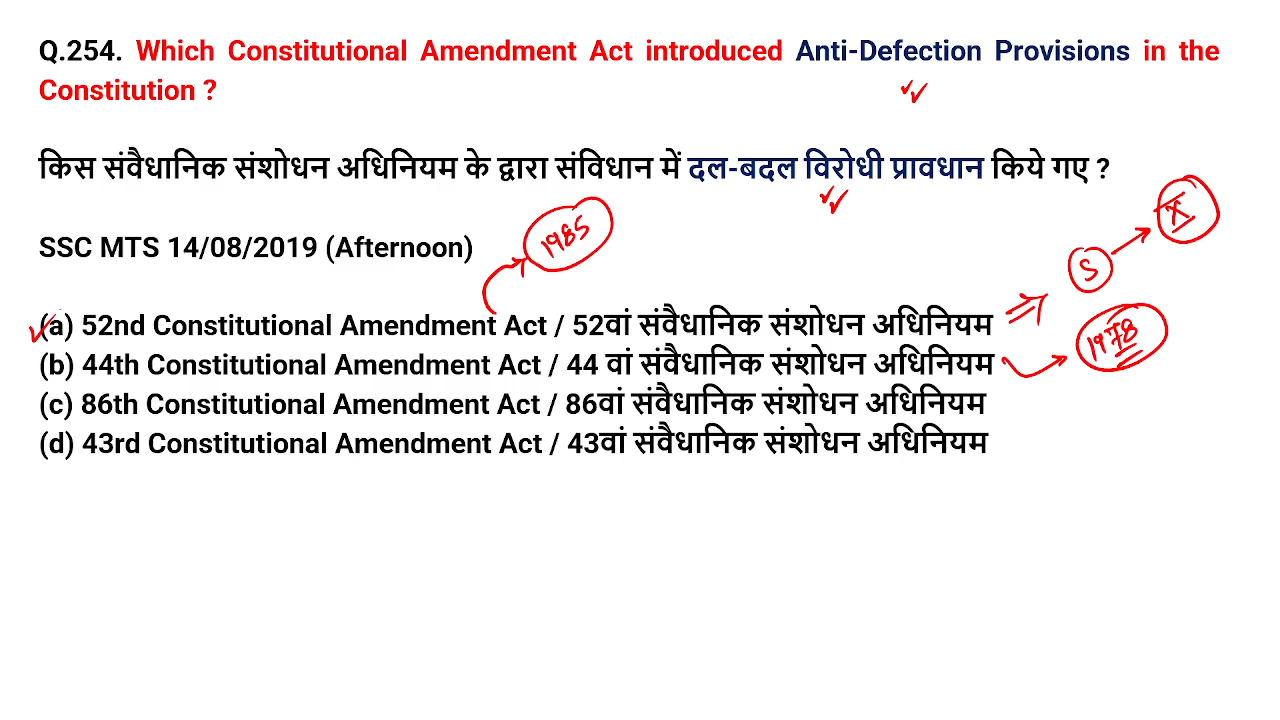 Q.254. Which Constitutional Amendment Act introduced Anti-Defection Provisions in the
Constitution ?
किस संवैधानिक संशोधन अधिनियम के द्वारा संविधान में दल-बदल विरोधी प्रावधान किये गए ?
SSC MTS 14/08/2019 (Afternoon)
1985
S
X
(a) 52nd Constitutional Amendment Act / 52वां संवैधानिक संशोधन अधिनियम
(b) 44th Constitutional Amendment Act / 44 वां संवैधानिक संशोधन अधिनियम
1978
(c) 86th Constitutional Amendment Act / 86वां संवैधानिक संशोधन अधिनियम
(d) 43rd Constitutional Amendment Act / 43वां संवैधानिक संशोधन अधिनियम